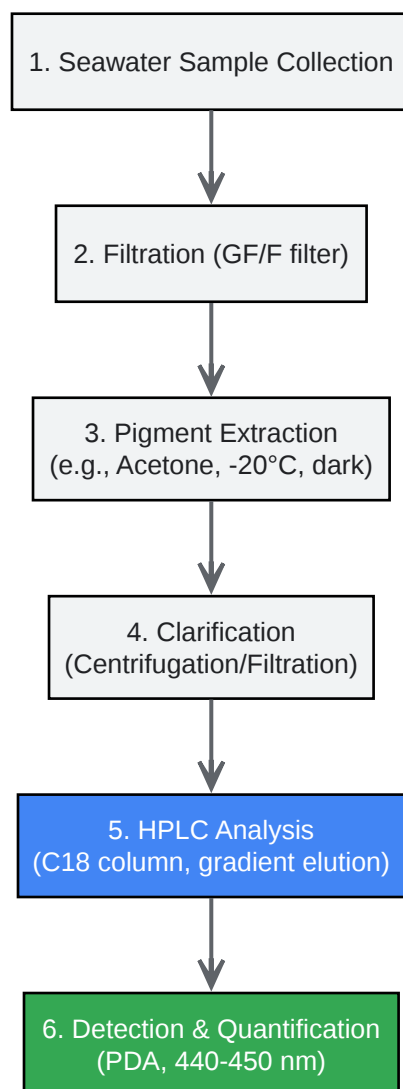 1. Seawater Sample Collection
2. Filtration (GF/F filter)
3. Pigment Extraction
(e.g., Acetone, -20°C, dark)
4. Clarification
(Centrifugation/Filtration)
5. HPLC Analysis
(C18 column, gradient elution)
6. Detection & Quantification
(PDA, 440-450 nm)